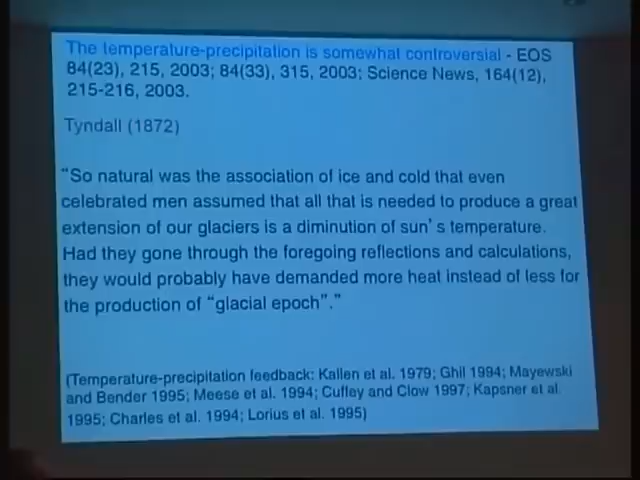 The temperature-precipitation is somewhat controversial - EOS
84(23), 215, 2003; 84(33), 315, 2003; Science News, 164(12),
215-216, 2003.
Tyndall (1872)
“So natural was the association of ice and cold that even
celebrated men assumed that all that is needed to produce a great
extension of our glaciers is a diminution of sun’s temperature.
Had they gone through the foregoing reflections and calculations,
they would probably have demanded more heat instead of less for
the production of “glacial epoch”.”
(Temperature-precipitation feedback: Kallen et al. 1979; Ghil 1994; Mayewski
and Bender 1995; Meese et al. 1994; Cuffey and Clow 1997; Kapsner et al.
1995; Charles et al. 1994; Lorius et al. 1995)